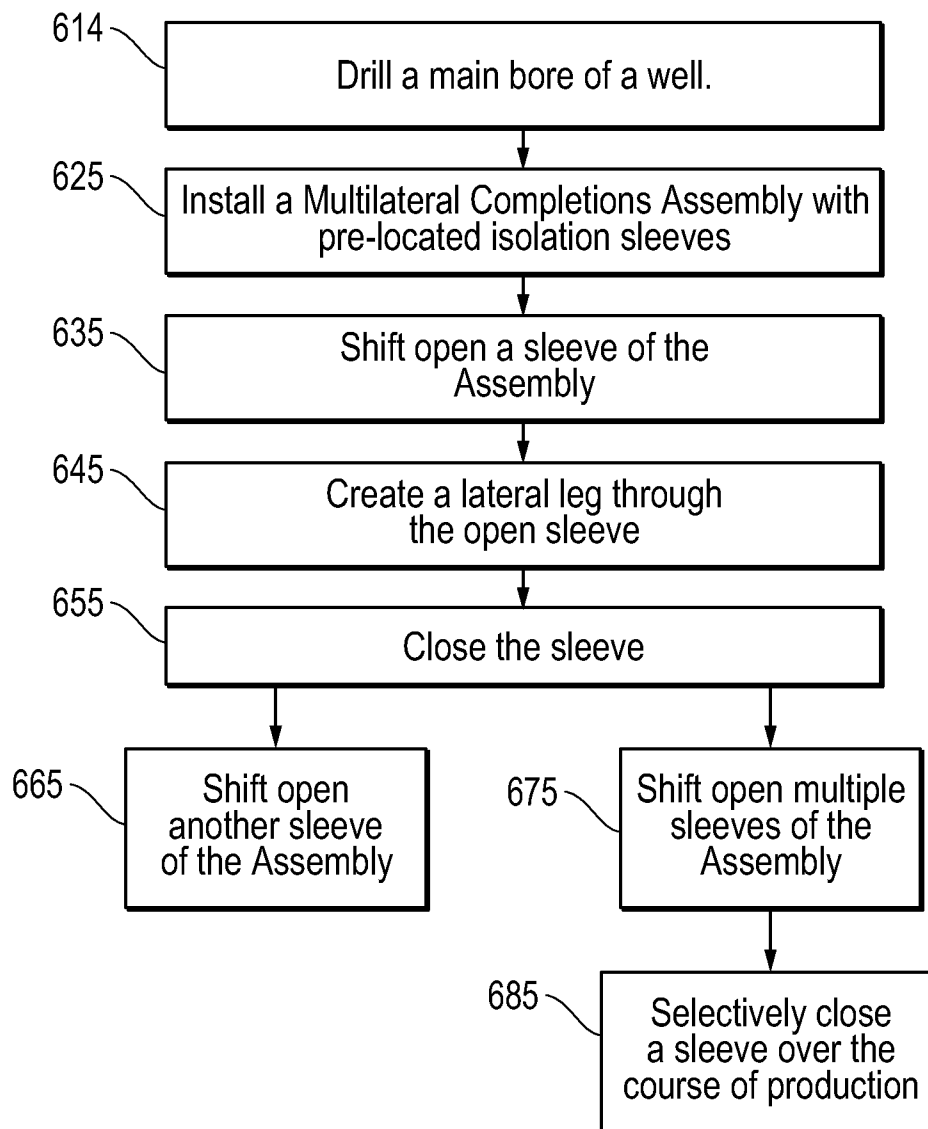 614
Drill a main bore of a well.
625
Install a Multilateral Completions Assembly with
pre-located isolation sleeves
635
Shift open a sleeve of the
Assembly
645
Create a lateral leg through
the open sleeve
655
Close the sleeve
665
Shift open
another sleeve
of the Assembly
675
Shift open multiple
sleeves of the
Assembly
685
Selectively close
a sleeve over the
course of production